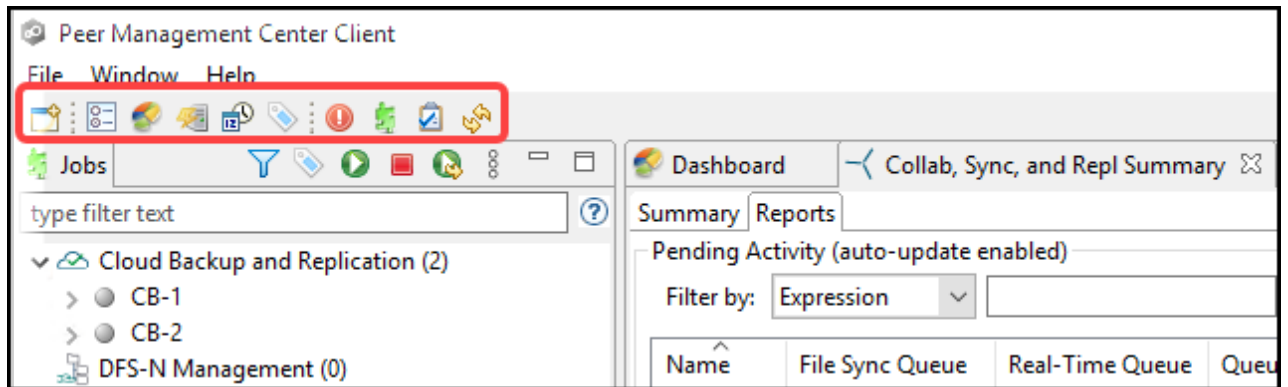 Peer Management Center Client
File Window Help
Jobs
Dashboard
Collab, Sync, and Repl Summary
type filter text
Summary Reports
Pending Activity (auto-update enabled)
Cloud Backup and Replication (2)
Filter by: Expression
CB-1
CB-2
Name File Sync Queue Real-Time Queue Queu
DFS-N Management (0)